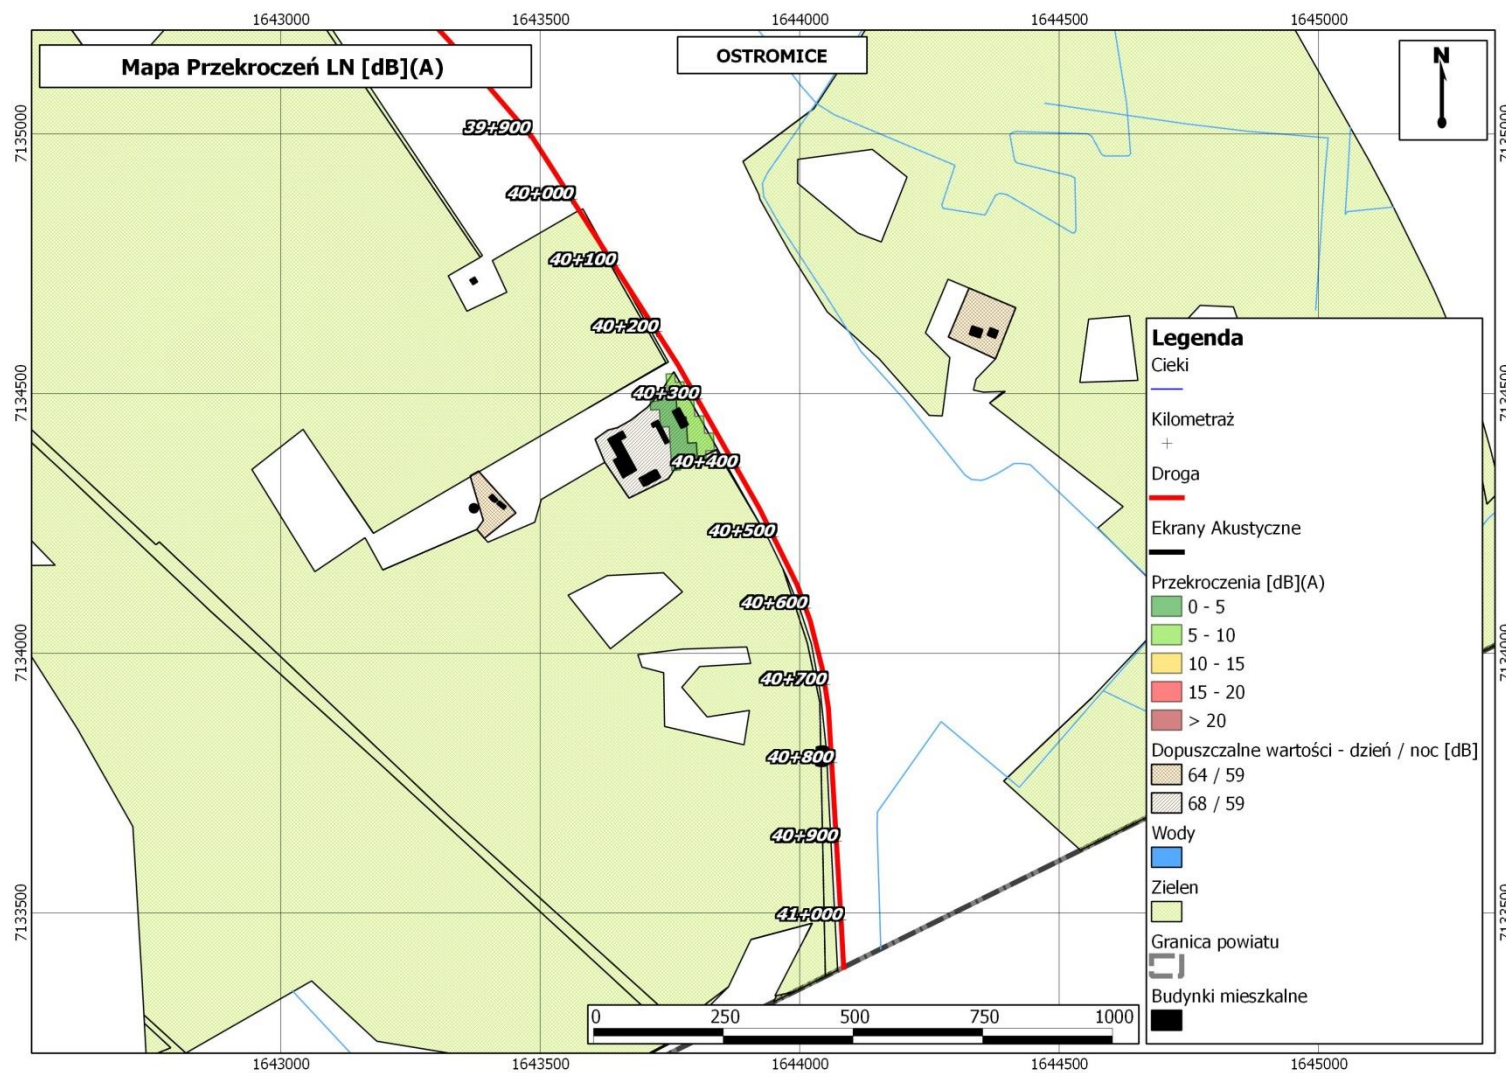 1643000
1643500
1644000
1644500
1645000
Mapa Przekroczeń LN [dB](A)
OSTROMICE
N
7135000
7135000
39+900
40+000
40+100
40+200
40+300
7134500
7134500
40+400
40+500
40+600
7134000
7134000
40+700
40+800
40+900
7133500
7133500
41+000
Legenda
Cieki
Kilometraż
Droga
Ekrany Akustyczne
Przekroczenia [dB](A)
0 - 5
5 - 10
10 - 15
15 - 20
> 20
Dopuszczalne wartości - dzień / noc [dB]
64 / 59
68 / 59
Wody
Zielen
Granica powiatu
Budynki mieszkalne
0 250 500 750 1000
1643000
1643500
1644000
1644500
1645000